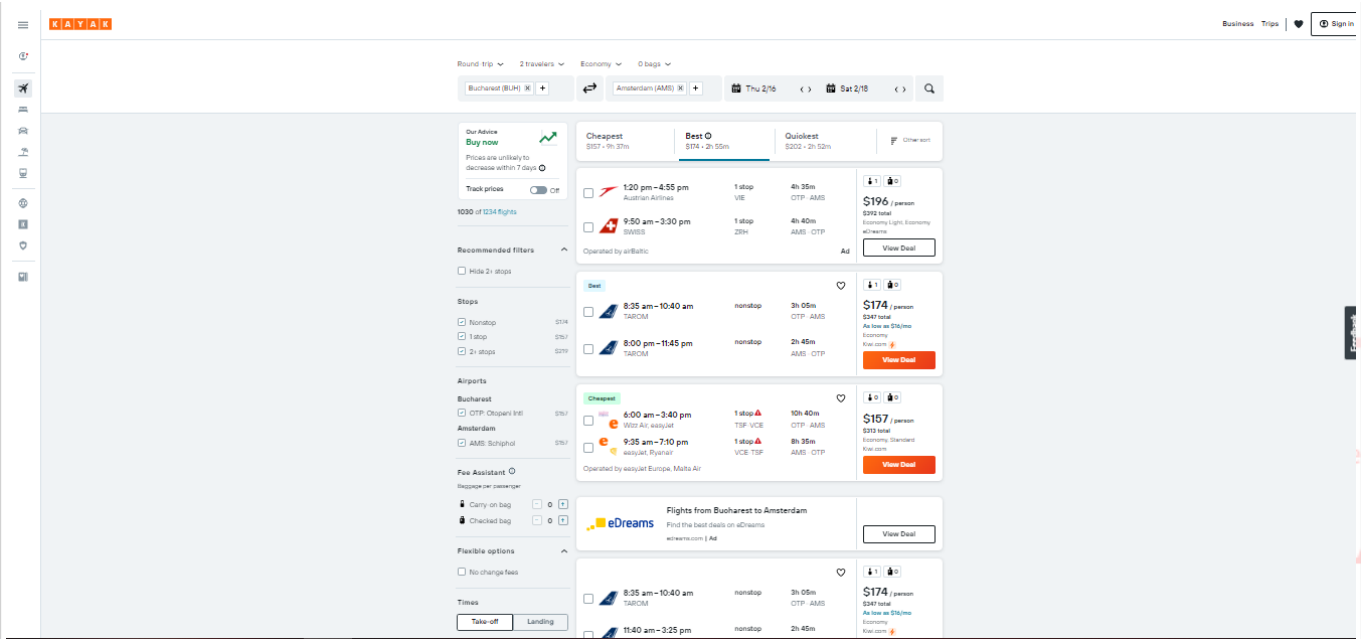 KAYAK
Business Trips Sign in
Round-trip 2 travelers Economy 0 bags
Bucharest (BUH) Amsterdam (AMS) Thu 2/16 Sat 2/18
Our Advice
Buy now
Prices are unlikely to
decrease within 7 days
Track prices Off
1030 of 1234 flights
Recommended filters
Hide 2+ stops
Stops
Nonstop $174
1 stop $157
2+ stops $219
Airports
Bucharest
OTP: Otopeni Intl $157
Amsterdam
AMS: Schiphol $157
Fee Assistant
Baggage per passenger
Carry-on bag - 0 +
Checked bag - 0 +
Flexible options
No change fees
Times
Take-off Landing
Cheapest Best Quickest Other sort
$157 • 9h 37m $174 • 2h 55m $202 • 2h 52m
1:20 pm – 4:55 pm 1 stop 4h 35m
Austrian Airlines VIE OTP - AMS
9:50 am – 3:30 pm 1 stop 4h 40m
SWISS ZRH AMS - OTP
Operated by airBaltic Ad
1 0
$196 / person
$392 total
Economy Light, Economy
eDreams
View Deal
Best
8:35 am – 10:40 am nonstop 3h 05m
TAROM OTP - AMS
8:00 pm – 11:45 pm nonstop 2h 45m
TAROM AMS - OTP
1 0
$174 / person
$347 total
As low as $16/mo
Economy
Kiwi.com
View Deal
Cheapest
6:00 am – 3:40 pm 1 stop 10h 40m
Wizz Air, easyJet TSF-VCE OTP - AMS
9:35 am – 7:10 pm 1 stop 8h 35m
easyJet, Ryanair VCE-TSF AMS - OTP
Operated by easyJet Europe, Malta Air
0 0
$157 / person
$313 total
Economy, Standard
Kiwi.com
View Deal
eDreams
Flights from Bucharest to Amsterdam
Find the best deals on eDreams
edreams.com | Ad
View Deal
8:35 am – 10:40 am nonstop 3h 05m
TAROM OTP - AMS
11:40 am – 3:25 pm nonstop 2h 45m
1 0
$174 / person
$347 total
As low as $16/mo
Economy
Kiwi.com
Feedback